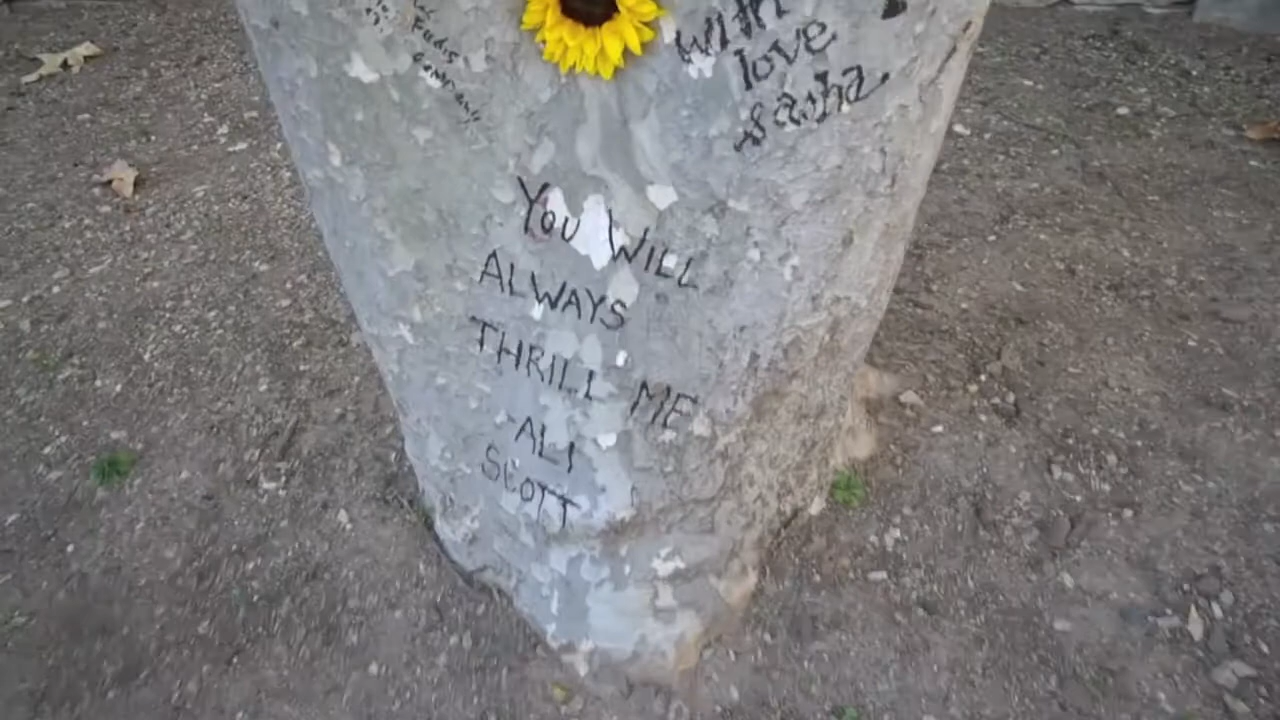 with
love
sasha
YOU WILL
ALWAYS
THRILL ME
-ALI
SCOTT